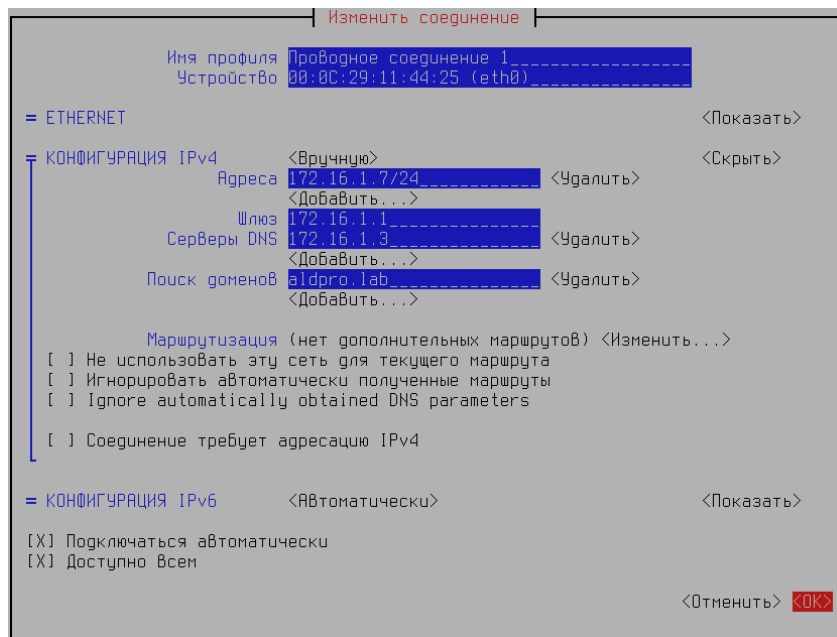 Изменить соединение
Имя профиля Проводное соединение 1
Устройство 00:0C:29:11:44:25 (eth0)
= ETHERNET <Показать>
= КОНФИГУРАЦИЯ IPv4 <Вручную> <Скрыть>
Адреса 172.16.1.7/24 <Удалить>
<Добавить...>
Шлюз 172.16.1.1
Серверы DNS 172.16.1.3 <Удалить>
<Добавить...>
Поиск доменов aldpro.lab <Удалить>
<Добавить...>
Маршрутизация (нет дополнительных маршрутов) <Изменить...>
[ ] Не использовать эту сеть для текущего маршрута
[ ] Игнорировать автоматически полученные маршруты
[ ] Ignore automatically obtained DNS parameters
[ ] Соединение требует адресацию IPv4
= КОНФИГУРАЦИЯ IPv6 <Автоматически> <Показать>
[X] Подключаться автоматически
[X] Доступно всем
<Отменить> <OK>